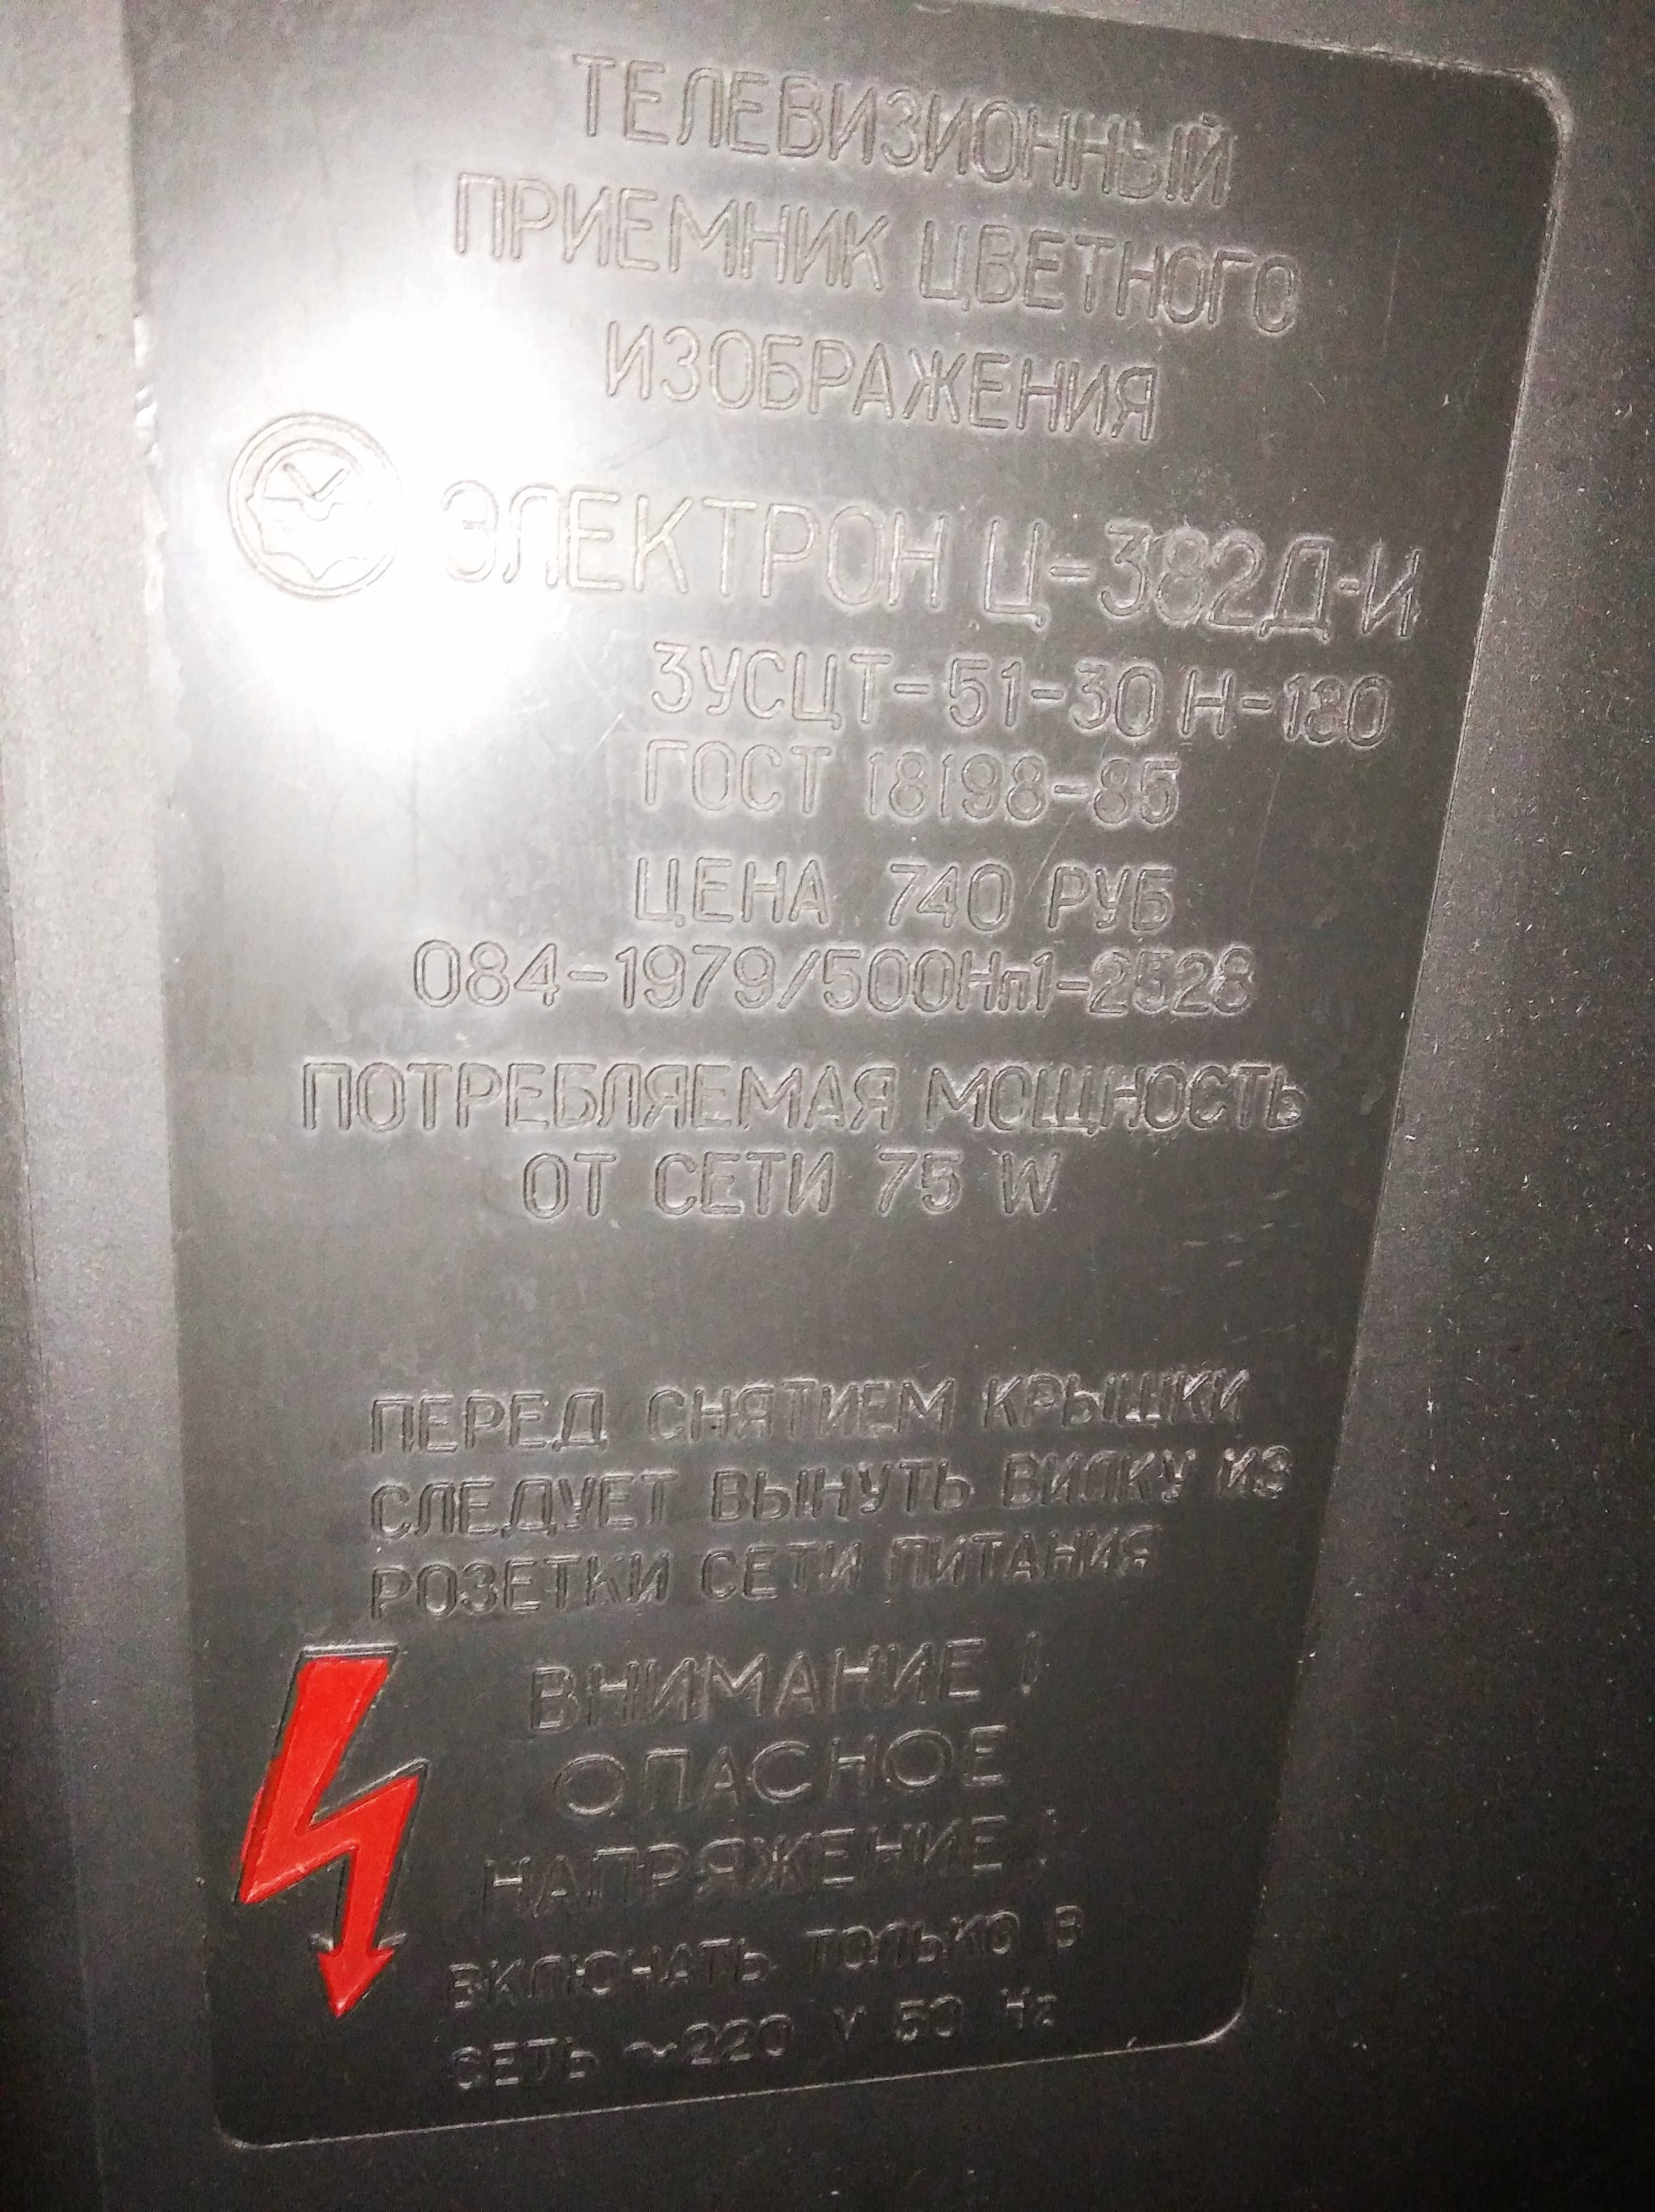 ТЕЛЕВИЗИОННЫЙ
ПРИЕМНИК ЦВЕТНОГО
ИЗОБРАЖЕНИЯ
ЭЛЕКТРОН Ц-382Д-И
ЗУСЦТ-51-30 Н-180
ГОСТ 18198-85
ЦЕНА 740 РУБ
084-1979/500Нп1-2528
ПОТРЕБЛЯЕМАЯ МОЩНОСТЬ
ОТ СЕТИ 75 W
ПЕРЕД СНЯТИЕМ КРЫШКИ
СЛЕДУЕТ ВЫНУТЬ ВИЛКУ ИЗ
РОЗЕТКИ СЕТИ ПИТАНИЯ
ВНИМАНИЕ !
ОПАСНОЕ
НАПРЯЖЕНИЕ !
ВКЛЮЧАТЬ ТОЛЬКО В
СЕТЬ ~220 V 50 Hz